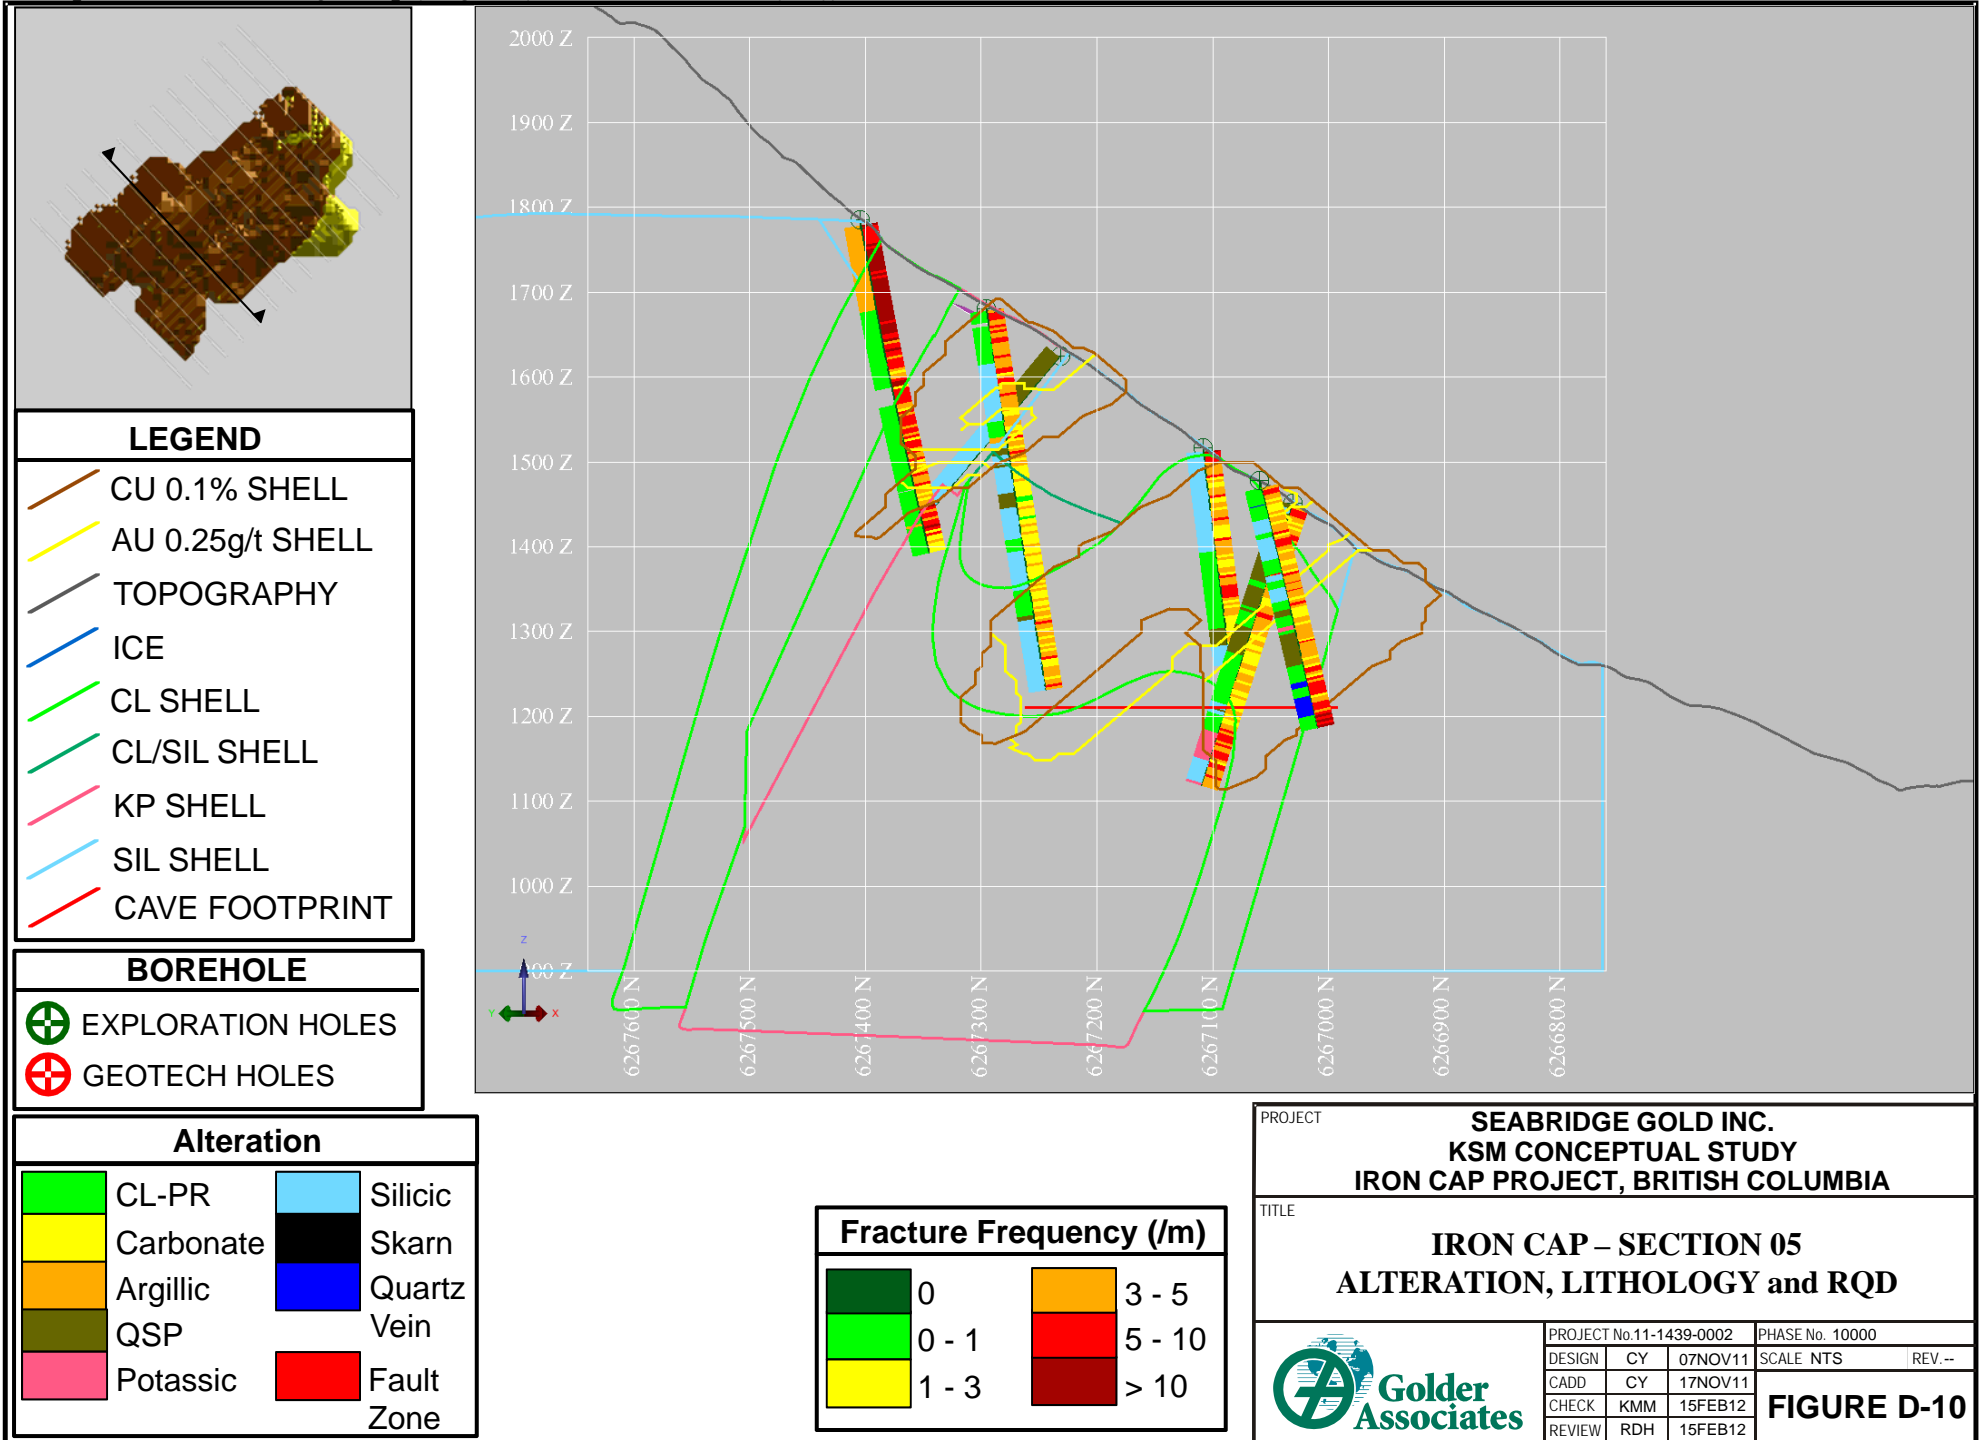 2000 Z
1900 Z
1800 Z
1700 Z
1600 Z
1500 Z
1400 Z
1300 Z
1200 Z
1100 Z
1000 Z
00 Z
6267600 N
6267500 N
6267400 N
6267300 N
6267200 N
6267100 N
6267000 N
6266900 N
6266800 N
Z
Y
X
LEGEND
CU 0.1% SHELL
AU 0.25g/t SHELL
TOPOGRAPHY
ICE
CL SHELL
CL/SIL SHELL
KP SHELL
SIL SHELL
CAVE FOOTPRINT
BOREHOLE
EXPLORATION HOLES
GEOTECH HOLES
Alteration
CL-PR
Carbonate
Argillic
QSP
Potassic
Silicic
Skarn
Quartz
Vein
Fault
Zone
Fracture Frequency (/m)
0
0 - 1
1 - 3
3 - 5
5 - 10
> 10
PROJECT
SEABRIDGE GOLD INC.
KSM CONCEPTUAL STUDY
IRON CAP PROJECT, BRITISH COLUMBIA
TITLE
IRON CAP – SECTION 05
ALTERATION, LITHOLOGY and RQD
Golder
Associates
PROJECT No.11-1439-0002 PHASE No. 10000
DESIGN CY 07NOV11 SCALE NTS REV.--
CADD CY 17NOV11
CHECK KMM 15FEB12
REVIEW RDH 15FEB12
FIGURE D-10